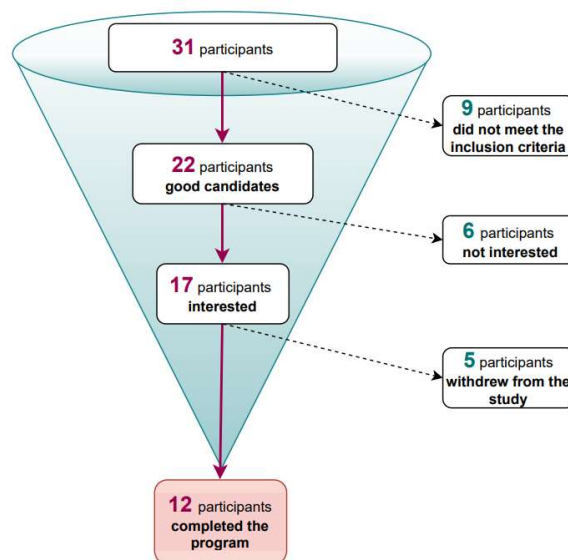 31 participants
9 participants
did not meet the
inclusion criteria
22 participants
good candidates
6 participants
not interested
17 participants
interested
5 participants
withdrew from the
study
12 participants
completed the
program